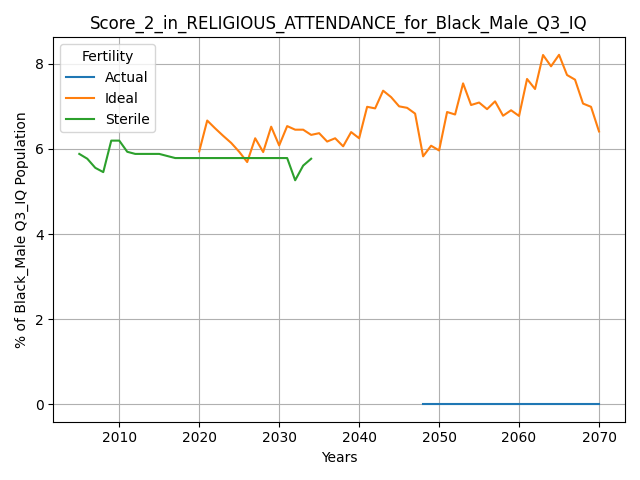 Score_2_in_RELIGIOUS_ATTENDANCE_for_Black_Male_Q3_IQ
Fertility
Actual
Ideal
Sterile
% of Black_Male Q3_IQ Population
8
6
4
2
0
2010 2020 2030 2040 2050 2060 2070
Years